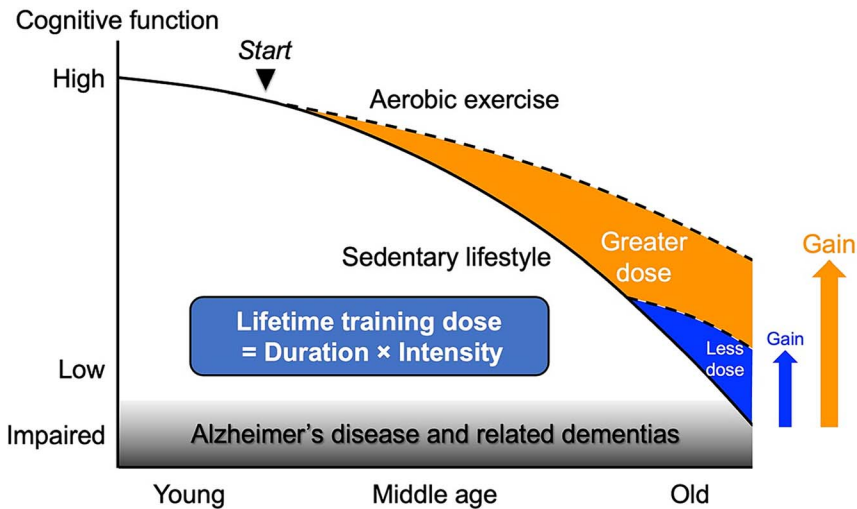 Cognitive function
Start
High
Aerobic exercise
Greater
dose
Gain
Sedentary lifestyle
Lifetime training dose
= Duration × Intensity
Less
dose
Gain
Low
Impaired
Alzheimer's disease and related dementias
Young
Middle age
Old